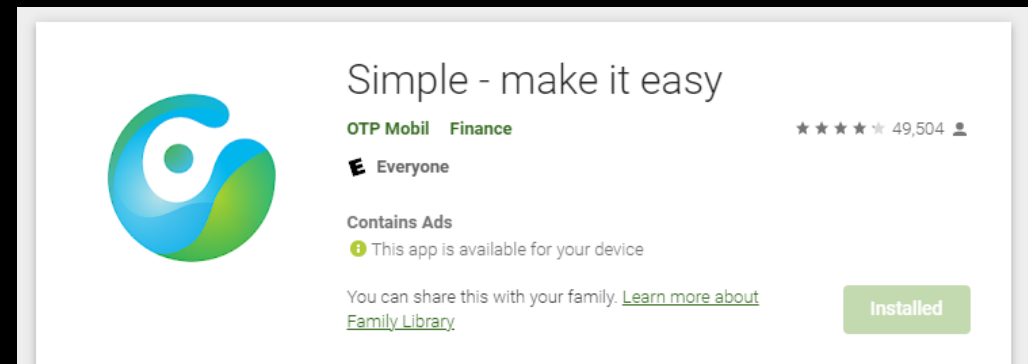 Simple - make it easy
OTP Mobil Finance
49,504
Everyone
Contains Ads
This app is available for your device
You can share this with your family. Learn more about
Family Library
Installed